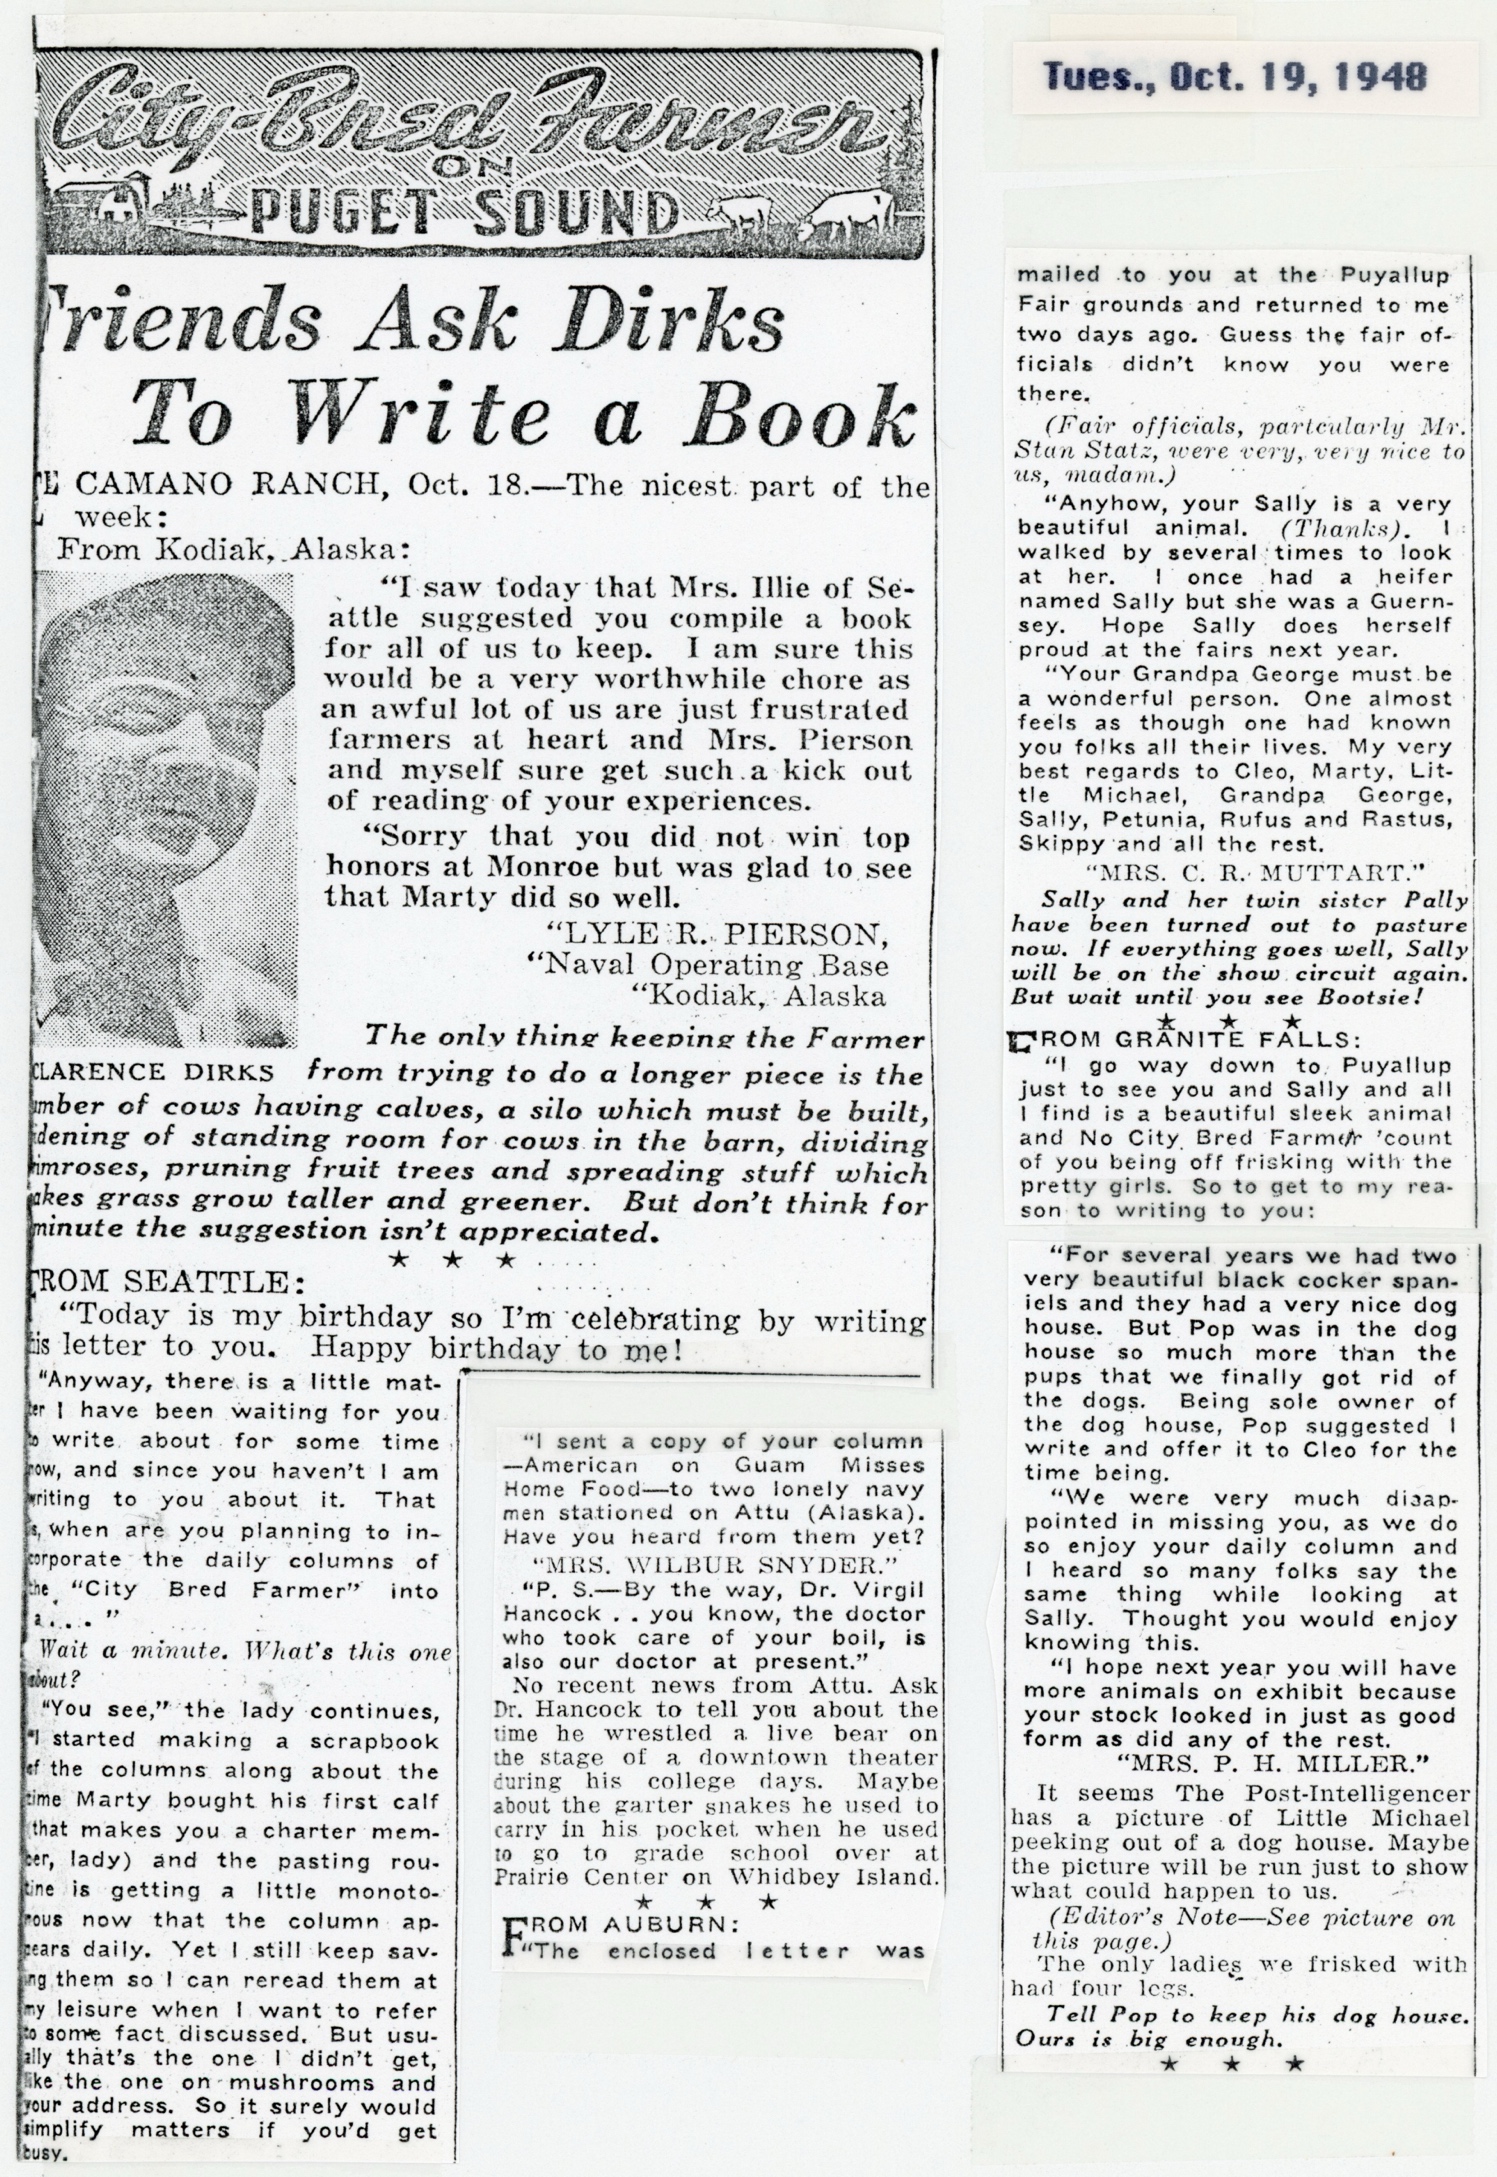 Tues., Oct. 19, 1948
City-Bred Farmer
ON
PUGET SOUND
Friends Ask Dirks
To Write a Book
E CAMANO RANCH, Oct. 18.—The nicest part of the
week:
From Kodiak, Alaska:
"I saw today that Mrs. Illie of Se-
attle suggested you compile a book
for all of us to keep. I am sure this
would be a very worthwhile chore as
an awful lot of us are just frustrated
farmers at heart and Mrs. Pierson
and myself sure get such a kick out
of reading of your experiences.
"Sorry that you did not win top
honors at Monroe but was glad to see
that Marty did so well.
"LYLE R. PIERSON,
"Naval Operating Base
"Kodiak, Alaska
The only thing keeping the Farmer
CLARENCE DIRKS from trying to do a longer piece is the
mber of cows having calves, a silo which must be built,
dening of standing room for cows in the barn, dividing
imroses, pruning fruit trees and spreading stuff which
akes grass grow taller and greener. But don't think for
minute the suggestion isn't appreciated.
★ ★ ★
FROM SEATTLE:
"Today is my birthday so I'm celebrating by writing
his letter to you. Happy birthday to me!
"Anyway, there is a little mat-
ter I have been waiting for you
to write about for some time
now, and since you haven't I am
writing to you about it. That
is, when are you planning to in-
corporate the daily columns of
the "City Bred Farmer" into
a . . . . "
Wait a minute. What's this one
about?
"You see," the lady continues,
"I started making a scrapbook
of the columns along about the
time Marty bought his first calf
(that makes you a charter mem-
ber, lady) and the pasting rou-
tine is getting a little monoto-
nous now that the column ap-
pears daily. Yet I still keep sav-
ing them so I can reread them at
my leisure when I want to refer
to some fact discussed. But usu-
ally that's the one I didn't get,
like the one on mushrooms and
your address. So it surely would
simplify matters if you'd get
busy.
"I sent a copy of your column
—American on Guam Misses
Home Food—to two lonely navy
men stationed on Attu (Alaska).
Have you heard from them yet?
"MRS. WILBUR SNYDER."
"P. S.—By the way, Dr. Virgil
Hancock . . you know, the doctor
who took care of your boil, is
also our doctor at present."
No recent news from Attu. Ask
Dr. Hancock to tell you about the
time he wrestled a live bear on
the stage of a downtown theater
during his college days. Maybe
about the garter snakes he used to
carry in his pocket when he used
to go to grade school over at
Prairie Center on Whidbey Island.
★ ★ ★
FROM AUBURN:
"The enclosed letter was
mailed to you at the Puyallup
Fair grounds and returned to me
two days ago. Guess the fair of-
ficials didn't know you were
there.
(Fair officials, partcularly Mr.
Stan Statz, were very, very nice to
us, madam.)
"Anyhow, your Sally is a very
beautiful animal. (Thanks). I
walked by several times to look
at her. I once had a heifer
named Sally but she was a Guern-
sey. Hope Sally does herself
proud at the fairs next year.
"Your Grandpa George must be
a wonderful person. One almost
feels as though one had known
you folks all their lives. My very
best regards to Cleo, Marty, Lit-
tle Michael, Grandpa George,
Sally, Petunia, Rufus and Rastus,
Skippy and all the rest.
"MRS. C. R. MUTTART."
Sally and her twin sister Pally
have been turned out to pasture
now. If everything goes well, Sally
will be on the show circuit again.
But wait until you see Bootsie!
★ ★ ★
FROM GRANITE FALLS:
"I go way down to Puyallup
just to see you and Sally and all
I find is a beautiful sleek animal
and No City Bred Farmer 'count
of you being off frisking with the
pretty girls. So to get to my rea-
son to writing to you:
"For several years we had two
very beautiful black cocker span-
iels and they had a very nice dog
house. But Pop was in the dog
house so much more than the
pups that we finally got rid of
the dogs. Being sole owner of
the dog house, Pop suggested I
write and offer it to Cleo for the
time being.
"We were very much disap-
pointed in missing you, as we do
so enjoy your daily column and
I heard so many folks say the
same thing while looking at
Sally. Thought you would enjoy
knowing this.
"I hope next year you will have
more animals on exhibit because
your stock looked in just as good
form as did any of the rest.
"MRS. P. H. MILLER."
It seems The Post-Intelligencer
has a picture of Little Michael
peeking out of a dog house. Maybe
the picture will be run just to show
what could happen to us.
(Editor's Note—See picture on
this page.)
The only ladies we frisked with
had four legs.
Tell Pop to keep his dog house.
Ours is big enough.
★ ★ ★